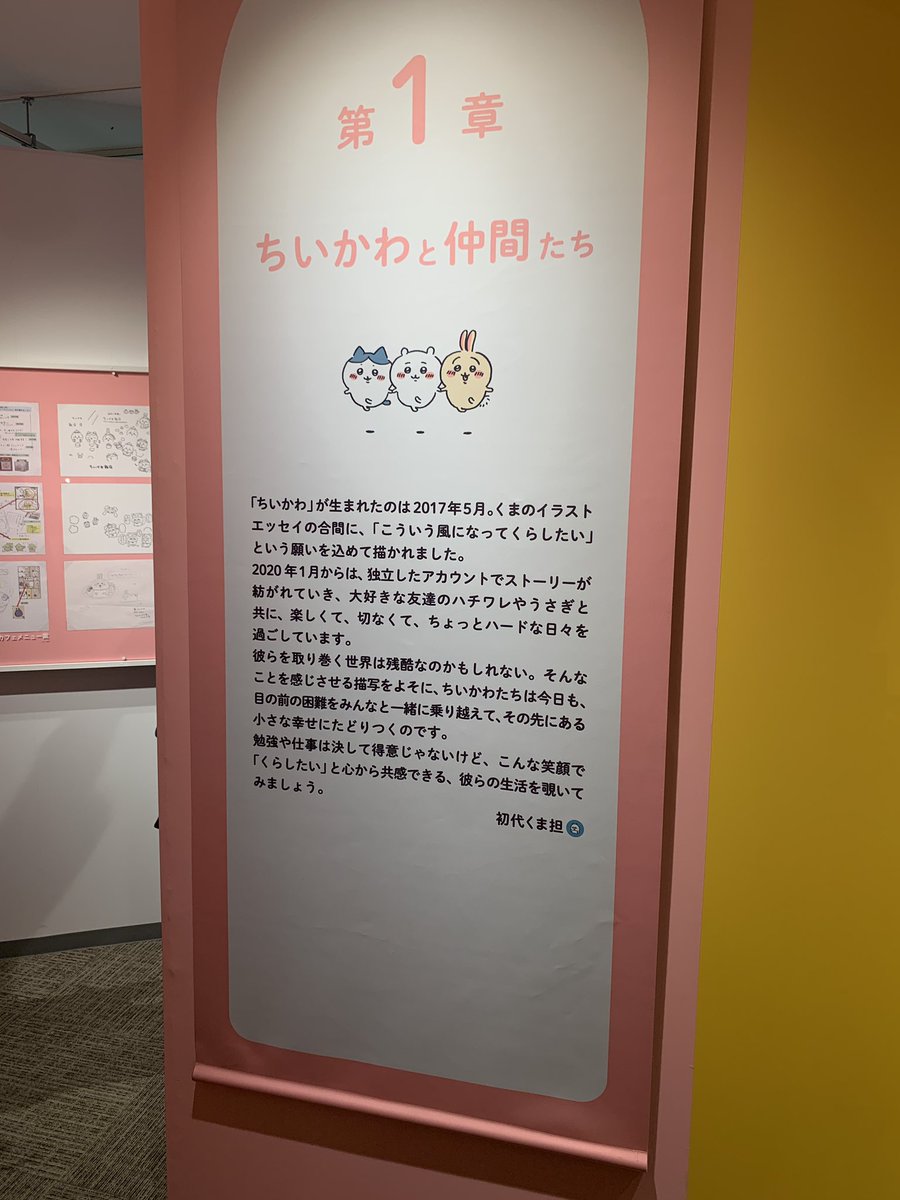 第1章
ちいかわと仲間たち
「ちいかわ」が生まれたのは2017年5月。くまのイラスト
エッセイの合間に、「こういう風になってくらしたい」
という願いを込めて描かれました。
2020年1月からは、独立したアカウントでストーリーが
紡がれていき、大好きな友達のハチワレやうさぎと
共に、楽しくて、切なくて、ちょっとハードな日々を
過ごしています。
彼らを取り巻く世界は残酷なのかもしれない。そんな
ことを感じさせる描写をよそに、ちいかわたちは今日も、
目の前の困難をみんなと一緒に乗り越えて、その先にある
小さな幸せにたどりつくのです。
勉強や仕事は決して得意じゃないけど、こんな笑顔で
「くらしたい」と心から共感できる、彼らの生活を覗いて
みましょう。
初代くま担
カフェメニュー案